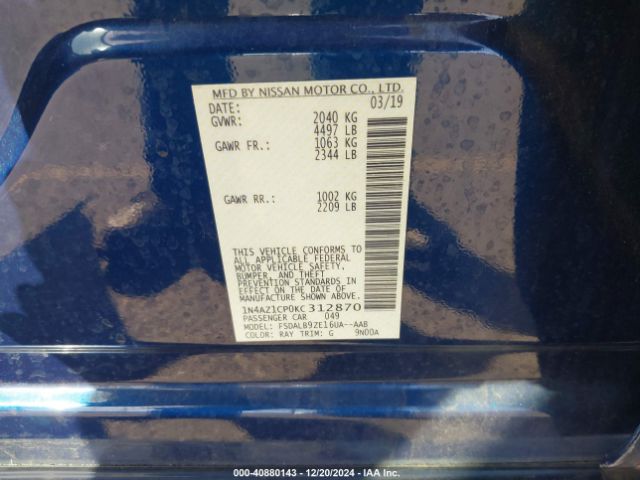 MFD BY NISSAN MOTOR CO., LTD.
DATE: 03/19
GVWR: 2040 KG
4497 LB
GAWR FR.: 1063 KG
2344 LB
GAWR RR.: 1002 KG
2209 LB
THIS VEHICLE CONFORMS TO
ALL APPLICABLE FEDERAL
MOTOR VEHICLE SAFETY,
BUMPER, AND THEFT
PREVENTION STANDARDS IN
EFFECT ON THE DATE OF
MANUFACTURE SHOWN ABOVE.
1N4AZ1CP0KC312870
PASSENGER CAR 049
MODEL: FSDALB9ZE16UA--AAB
COLOR: RAY TRIM: G 9N00A
000-40880143 - 12/20/2024 - IAA Inc.